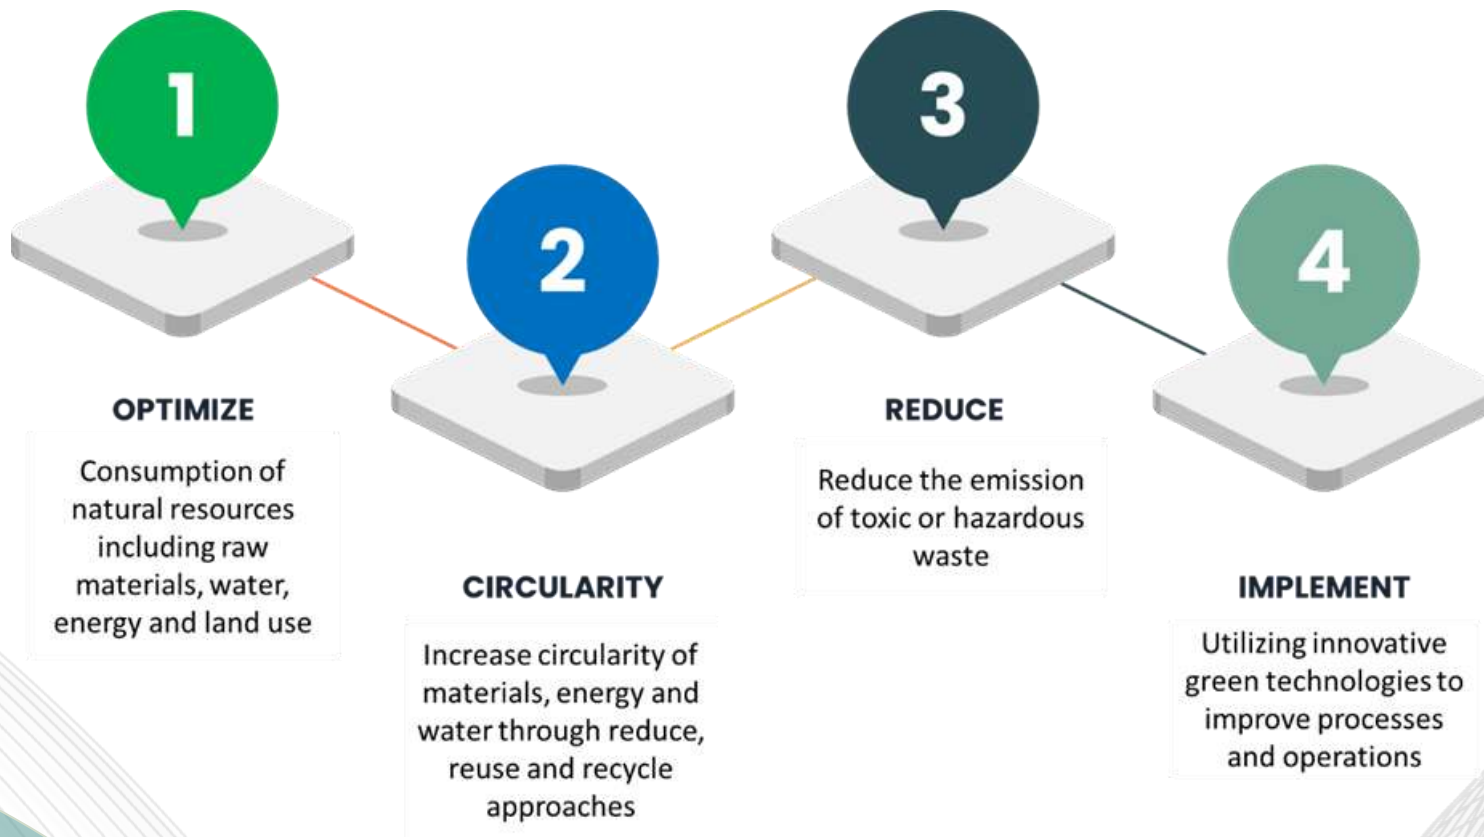 1
OPTIMIZE
Consumption of
natural resources
including raw
materials, water,
energy and land use
2
CIRCULARITY
Increase circularity of
materials, energy and
water through reduce,
reuse and recycle
approaches
3
REDUCE
Reduce the emission
of toxic or hazardous
waste
4
IMPLEMENT
Utilizing innovative
green technologies to
improve processes
and operations